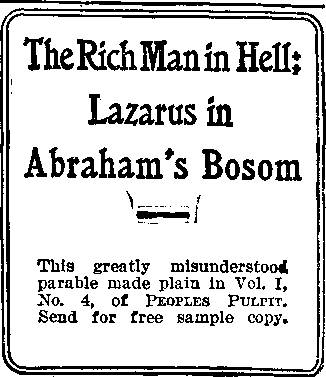 The Rich Man in Hell;
Lazarus in
Abraham's Bosom
This greatly misunderstood
parable made plain in Vol. I,
No. 4, of PEOPLES PULPIT.
Send for free sample copy.